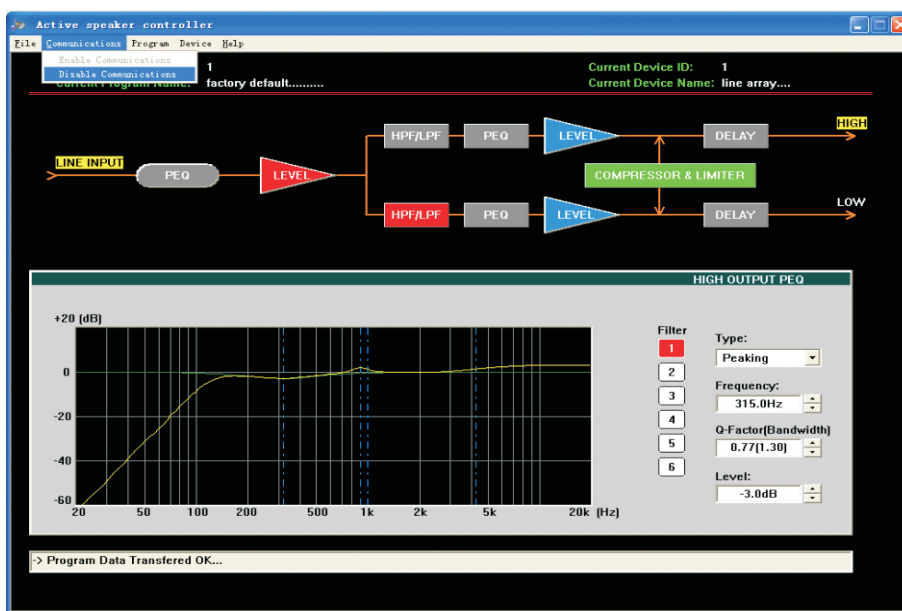 Active speaker controller
File Communications Program Device Help
Enable Communications
Disable Communications
1
Current Device ID: 1
Current Program Name: factory default..........
Current Device Name: line array....
HIGH
HPF/LPF PEQ LEVEL DELAY
LINE INPUT
PEQ LEVEL
COMPRESSOR & LIMITER
LOW
HPF/LPF PEQ LEVEL DELAY
HIGH OUTPUT PEQ
+20 (dB)
0
-20
-40
-60
20 50 100 200 500 1k 2k 5k 20k (Hz)
Filter
1
2
3
4
5
6
Type:
Peaking
Frequency:
315.0Hz
Q-Factor(Bandwidth)
0.77(1.30)
Level:
-3.0dB
-> Program Data Transfered OK...